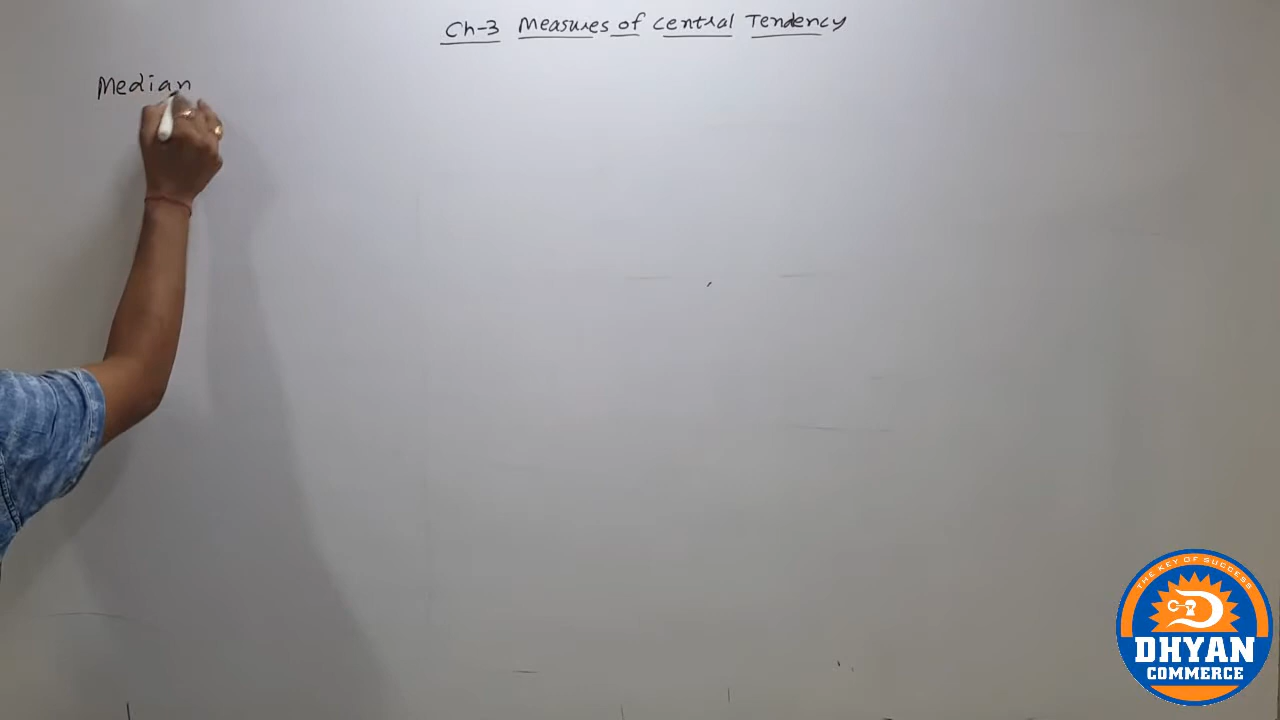 Ch-3 Measures of Central Tendency
Median
THE KEY OF SUCCESS
DHYAN
COMMERCE